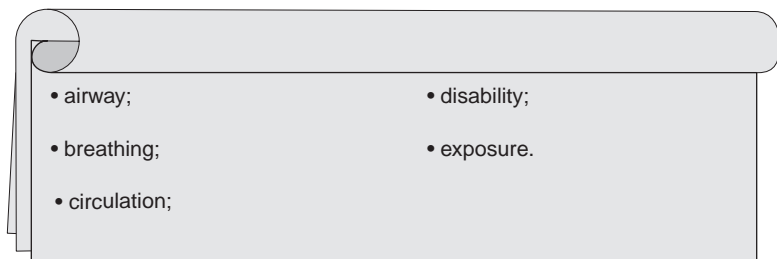 • airway;
• breathing;
• circulation;
• disability;
• exposure.